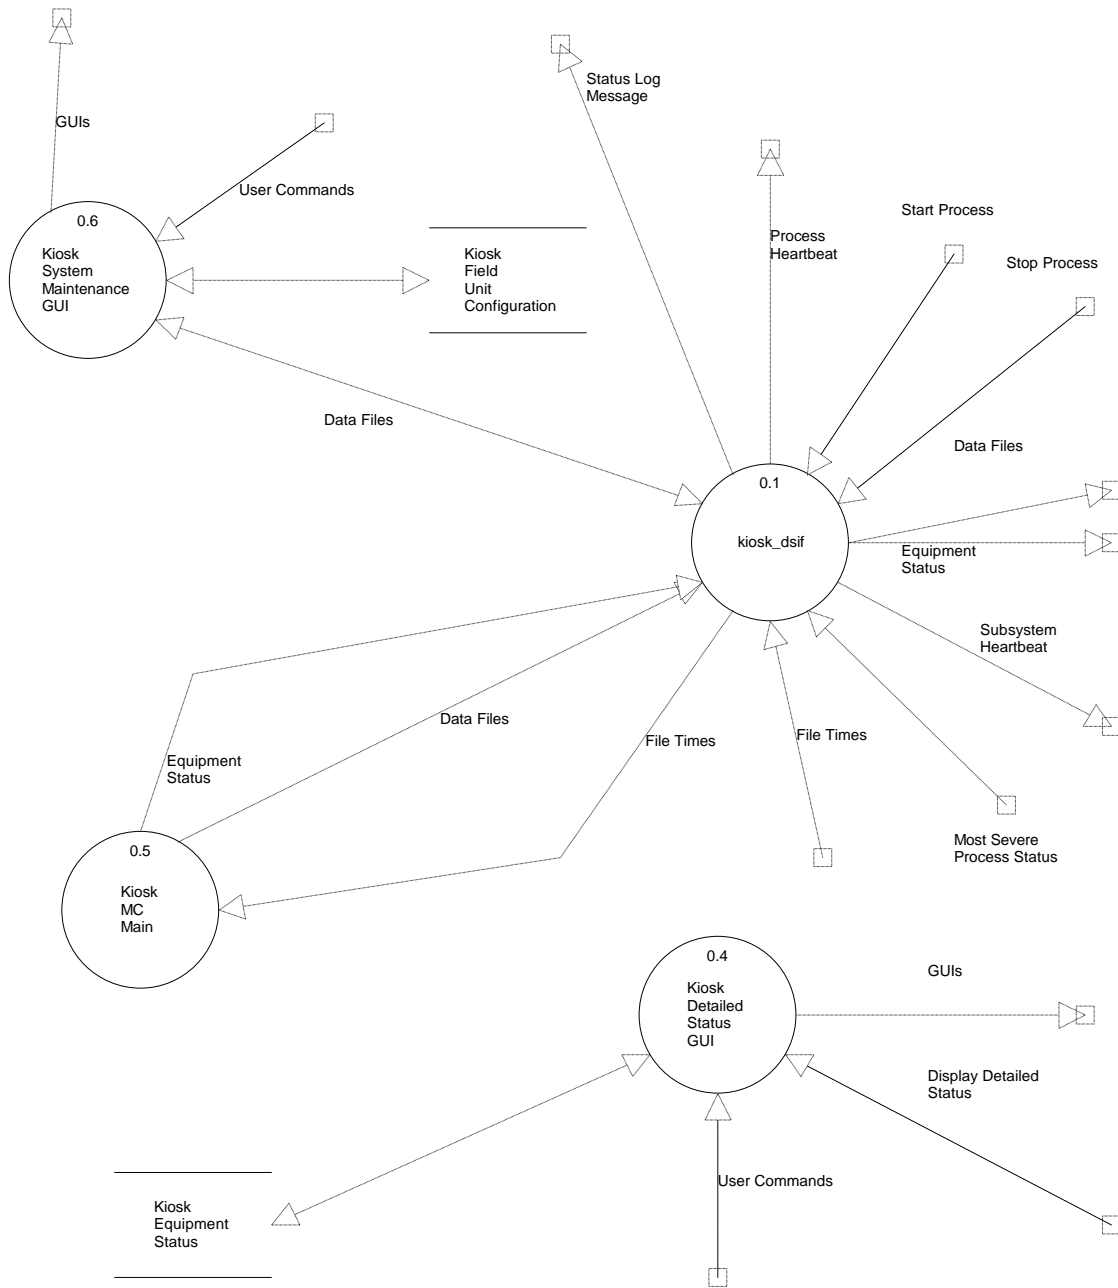 Status Log
Message
GUIs
User Commands
0.6
Kiosk
System
Maintenance
GUI
Kiosk
Field
Unit
Configuration
Process
Heartbeat
Start Process
Stop Process
Data Files
Data Files
0.1
kiosk_dsif
Equipment
Status
Subsystem
Heartbeat
Data Files
File Times
File Times
Equipment
Status
Most Severe
Process Status
0.5
Kiosk
MC
Main
0.4
Kiosk
Detailed
Status
GUI
GUIs
Display Detailed
Status
User Commands
Kiosk
Equipment
Status